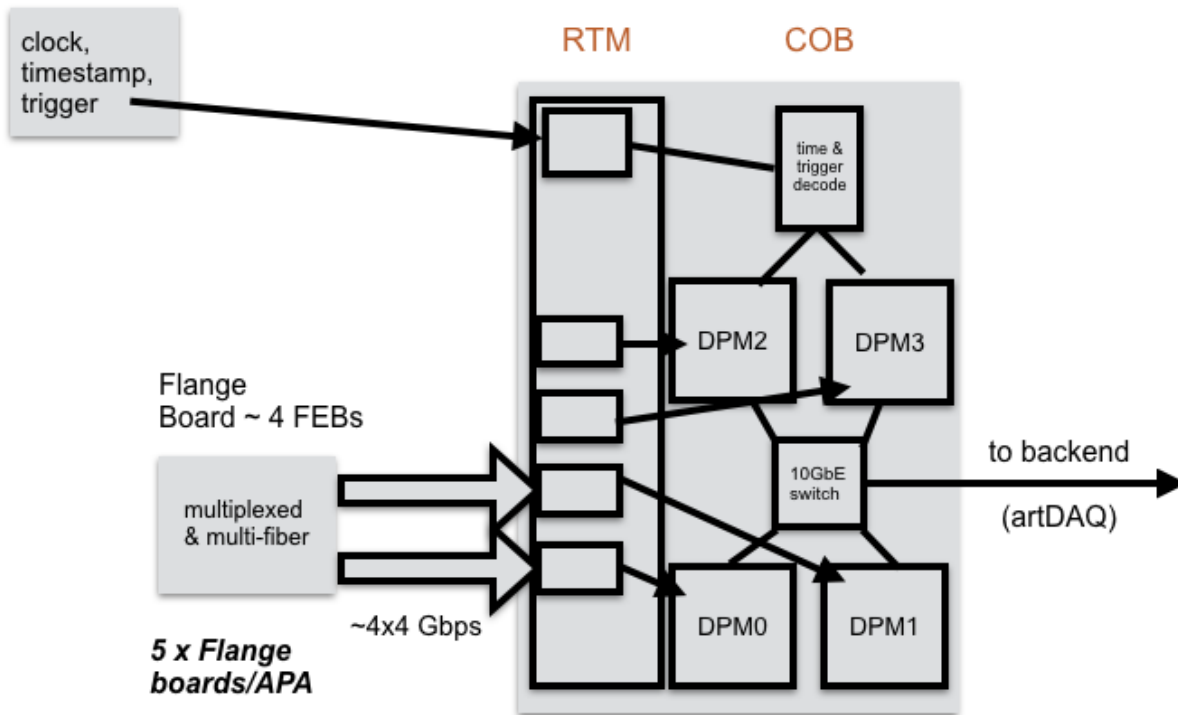 RTM
COB
clock,
timestamp,
trigger
time &
trigger
decode
DPM2
DPM3
Flange
Board ~ 4 FEBs
multiplexed
& multi-fiber
10GbE
switch
to backend
(artDAQ)
~4x4 Gbps
DPM0
DPM1
5 x Flange
boards/APA